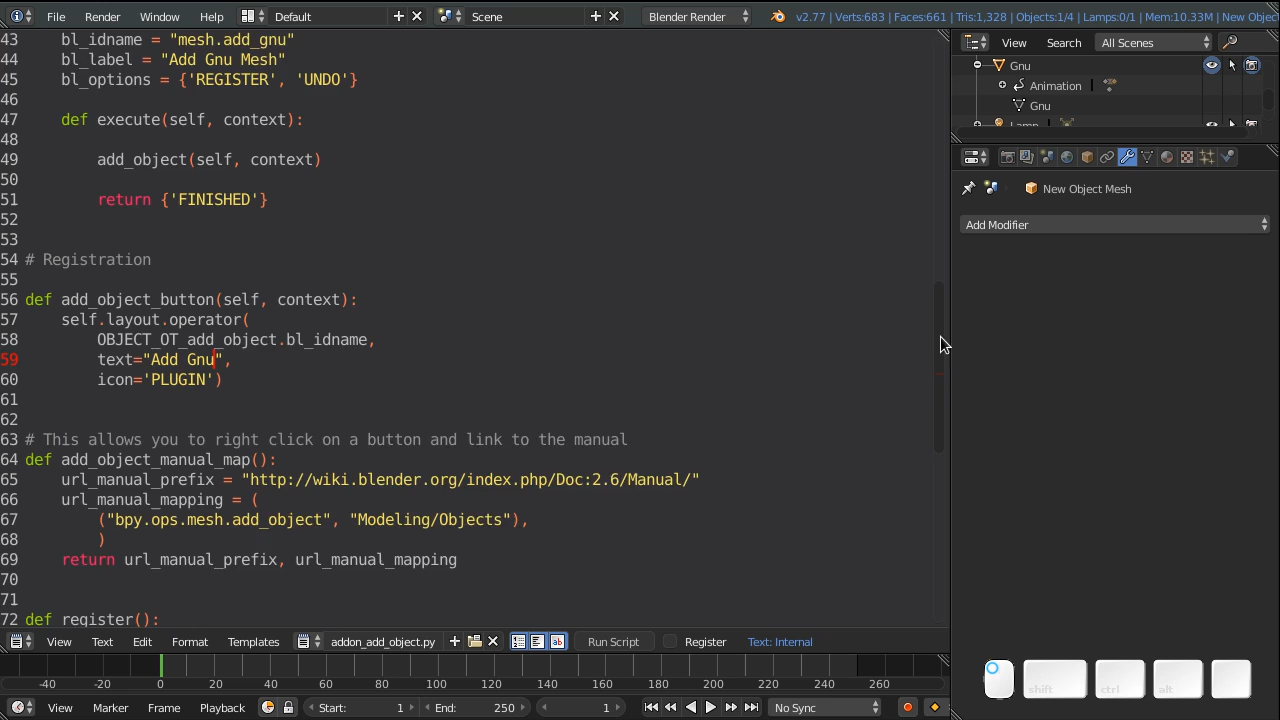 File Render Window Help Default Scene Blender Render v2.77 | Verts:683 | Faces:661 | Tris:1,328 | Objects:1/4 | Lamps:0/1 | Mem:10.33M | New Objec
View Search All Scenes
Gnu
Animation
Gnu
New Object Mesh
Add Modifier
43 bl_idname = "mesh.add_gnu"
44 bl_label = "Add Gnu Mesh"
45 bl_options = {'REGISTER', 'UNDO'}
46
47 def execute(self, context):
48
49 add_object(self, context)
50
51 return {'FINISHED'}
52
53
54 # Registration
55
56 def add_object_button(self, context):
57 self.layout.operator(
58 OBJECT_OT_add_object.bl_idname,
59 text="Add Gnu",
60 icon='PLUGIN')
61
62
63 # This allows you to right click on a button and link to the manual
64 def add_object_manual_map():
65 url_manual_prefix = "http://wiki.blender.org/index.php/Doc:2.6/Manual/"
66 url_manual_mapping = (
67 ("bpy.ops.mesh.add_object", "Modeling/Objects"),
68 )
69 return url_manual_prefix, url_manual_mapping
70
71
72 def register():
View Text Edit Format Templates addon_add_object.py Run Script Register Text: Internal
-40 -20 0 20 40 60 80 100 120 140 160 180 200 220 240 260
View Marker Frame Playback Start: 1 End: 250 1 No Sync
shift ctrl alt